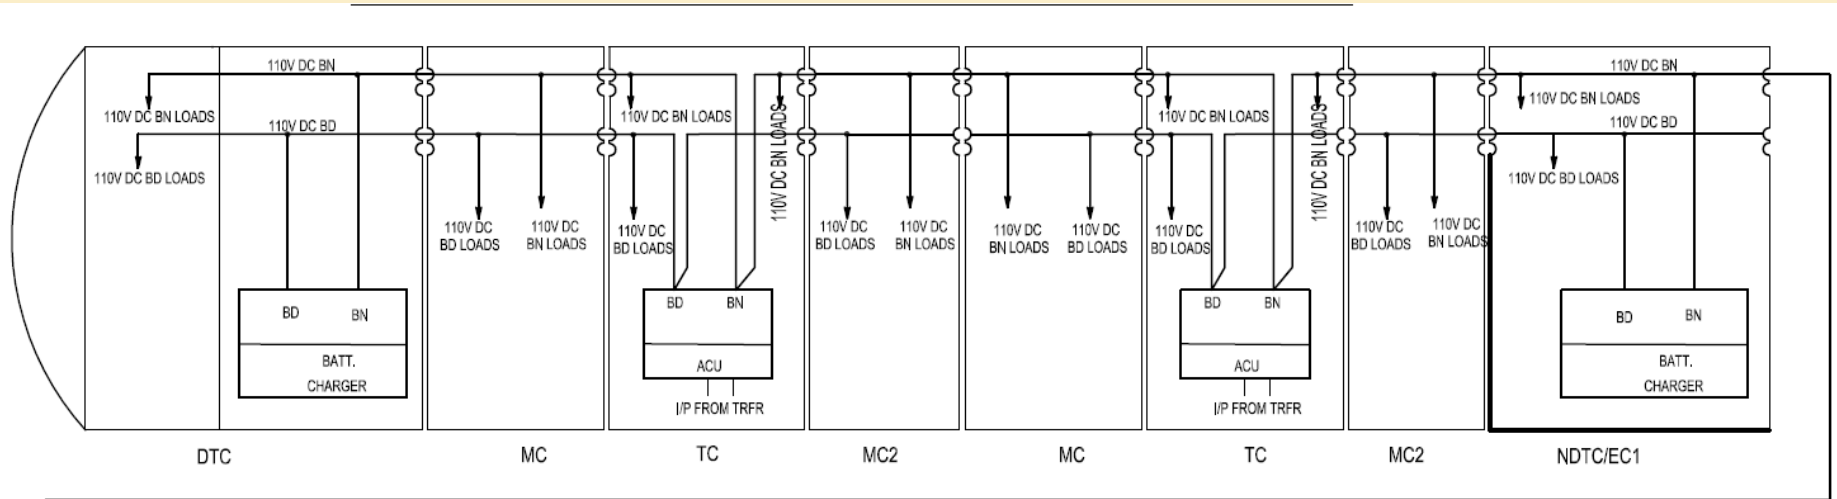 110V DC BN
110V DC BN LOADS
110V DC BD
110V DC BD LOADS
BD
BN
BATT.
CHARGER
DTC
110V DC
BD LOADS
110V DC
BN LOADS
MC
110V DC BN LOADS
110V DC
BD LOADS
110V DC BN LOADS
BD
BN
ACU
I/P FROM TRFR
TC
110V DC
BD LOADS
110V DC
BN LOADS
MC2
110V DC
BN LOADS
110V DC
BD LOADS
MC
110V DC BN LOADS
110V DC
BD LOADS
110V DC BN LOADS
BD
BN
ACU
I/P FROM TRFR
TC
110V DC
BD LOADS
110V DC
BN LOADS
MC2
110V DC BN
110V DC BN LOADS
110V DC BD
110V DC BD LOADS
BD
BN
BATT.
CHARGER
NDTC/EC1